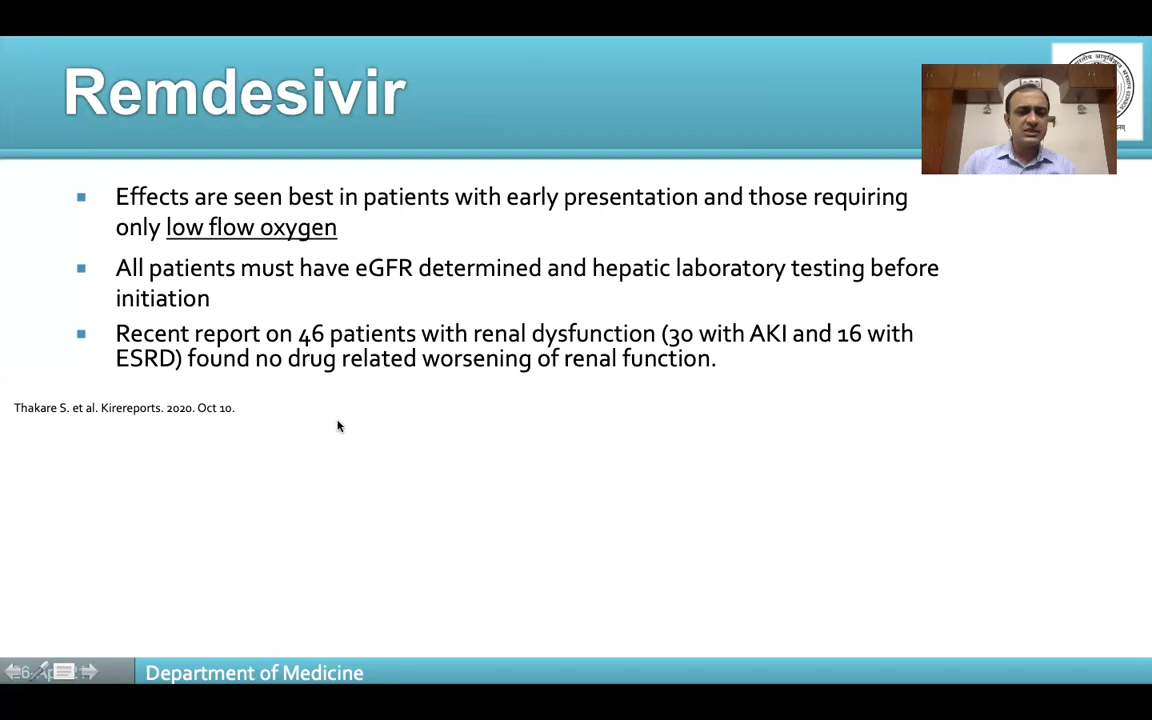 Remdesivir
Effects are seen best in patients with early presentation and those requiring
only low flow oxygen
All patients must have eGFR determined and hepatic laboratory testing before
initiation
Recent report on 46 patients with renal dysfunction (30 with AKI and 16 with
ESRD) found no drug related worsening of renal function.
Thakare S. et al. Kirereports. 2020. Oct 10.
Department of Medicine